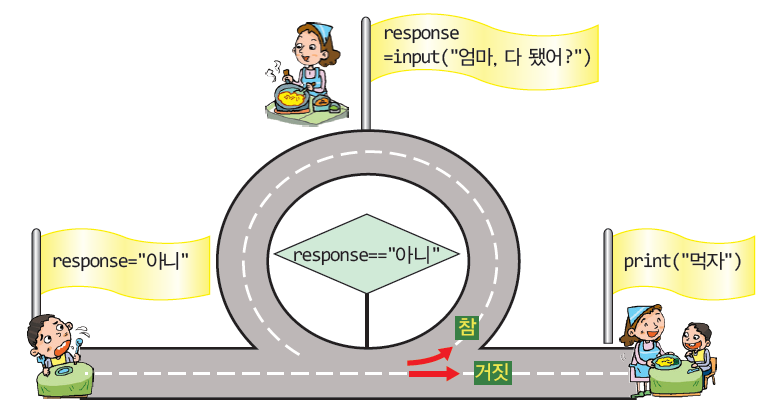 response
=input("엄마, 다 됐어?")
response="아니"
response=="아니"
print("먹자")
참
거짓